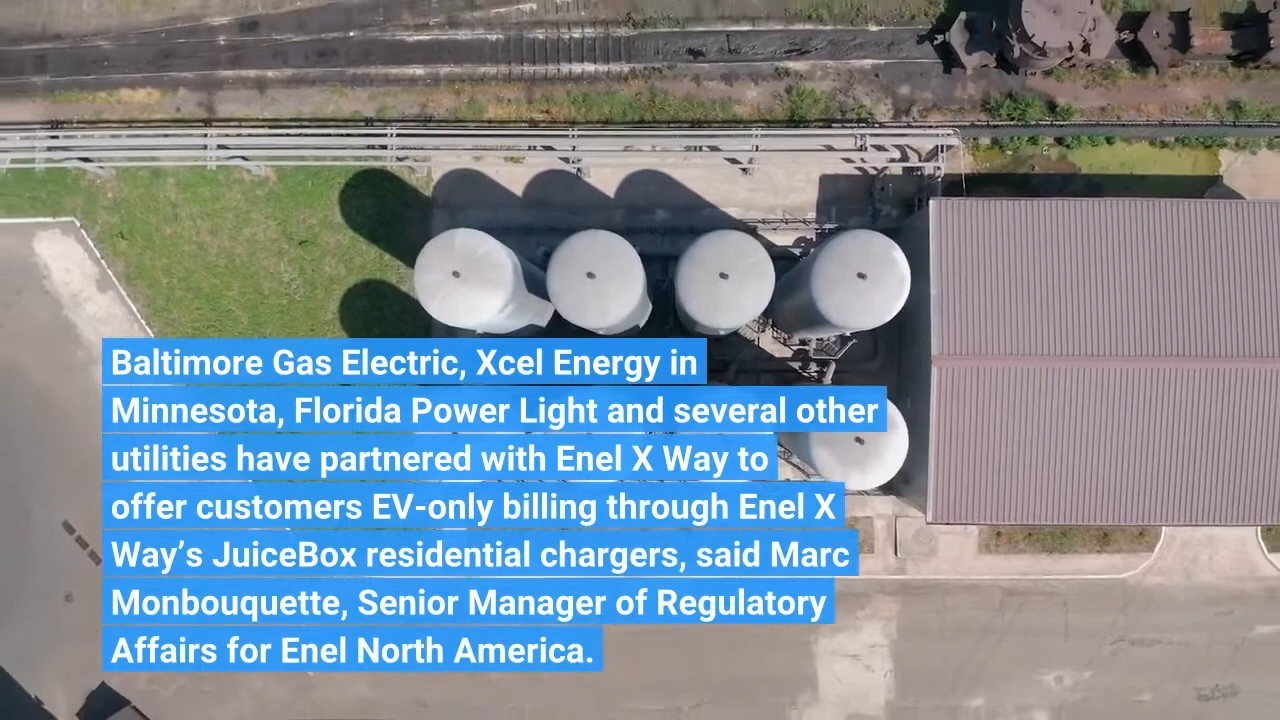 Baltimore Gas Electric, Xcel Energy in
Minnesota, Florida Power Light and several other
utilities have partnered with Enel X Way to
offer customers EV-only billing through Enel X
Way’s JuiceBox residential chargers, said Marc
Monbouquette, Senior Manager of Regulatory
Affairs for Enel North America.